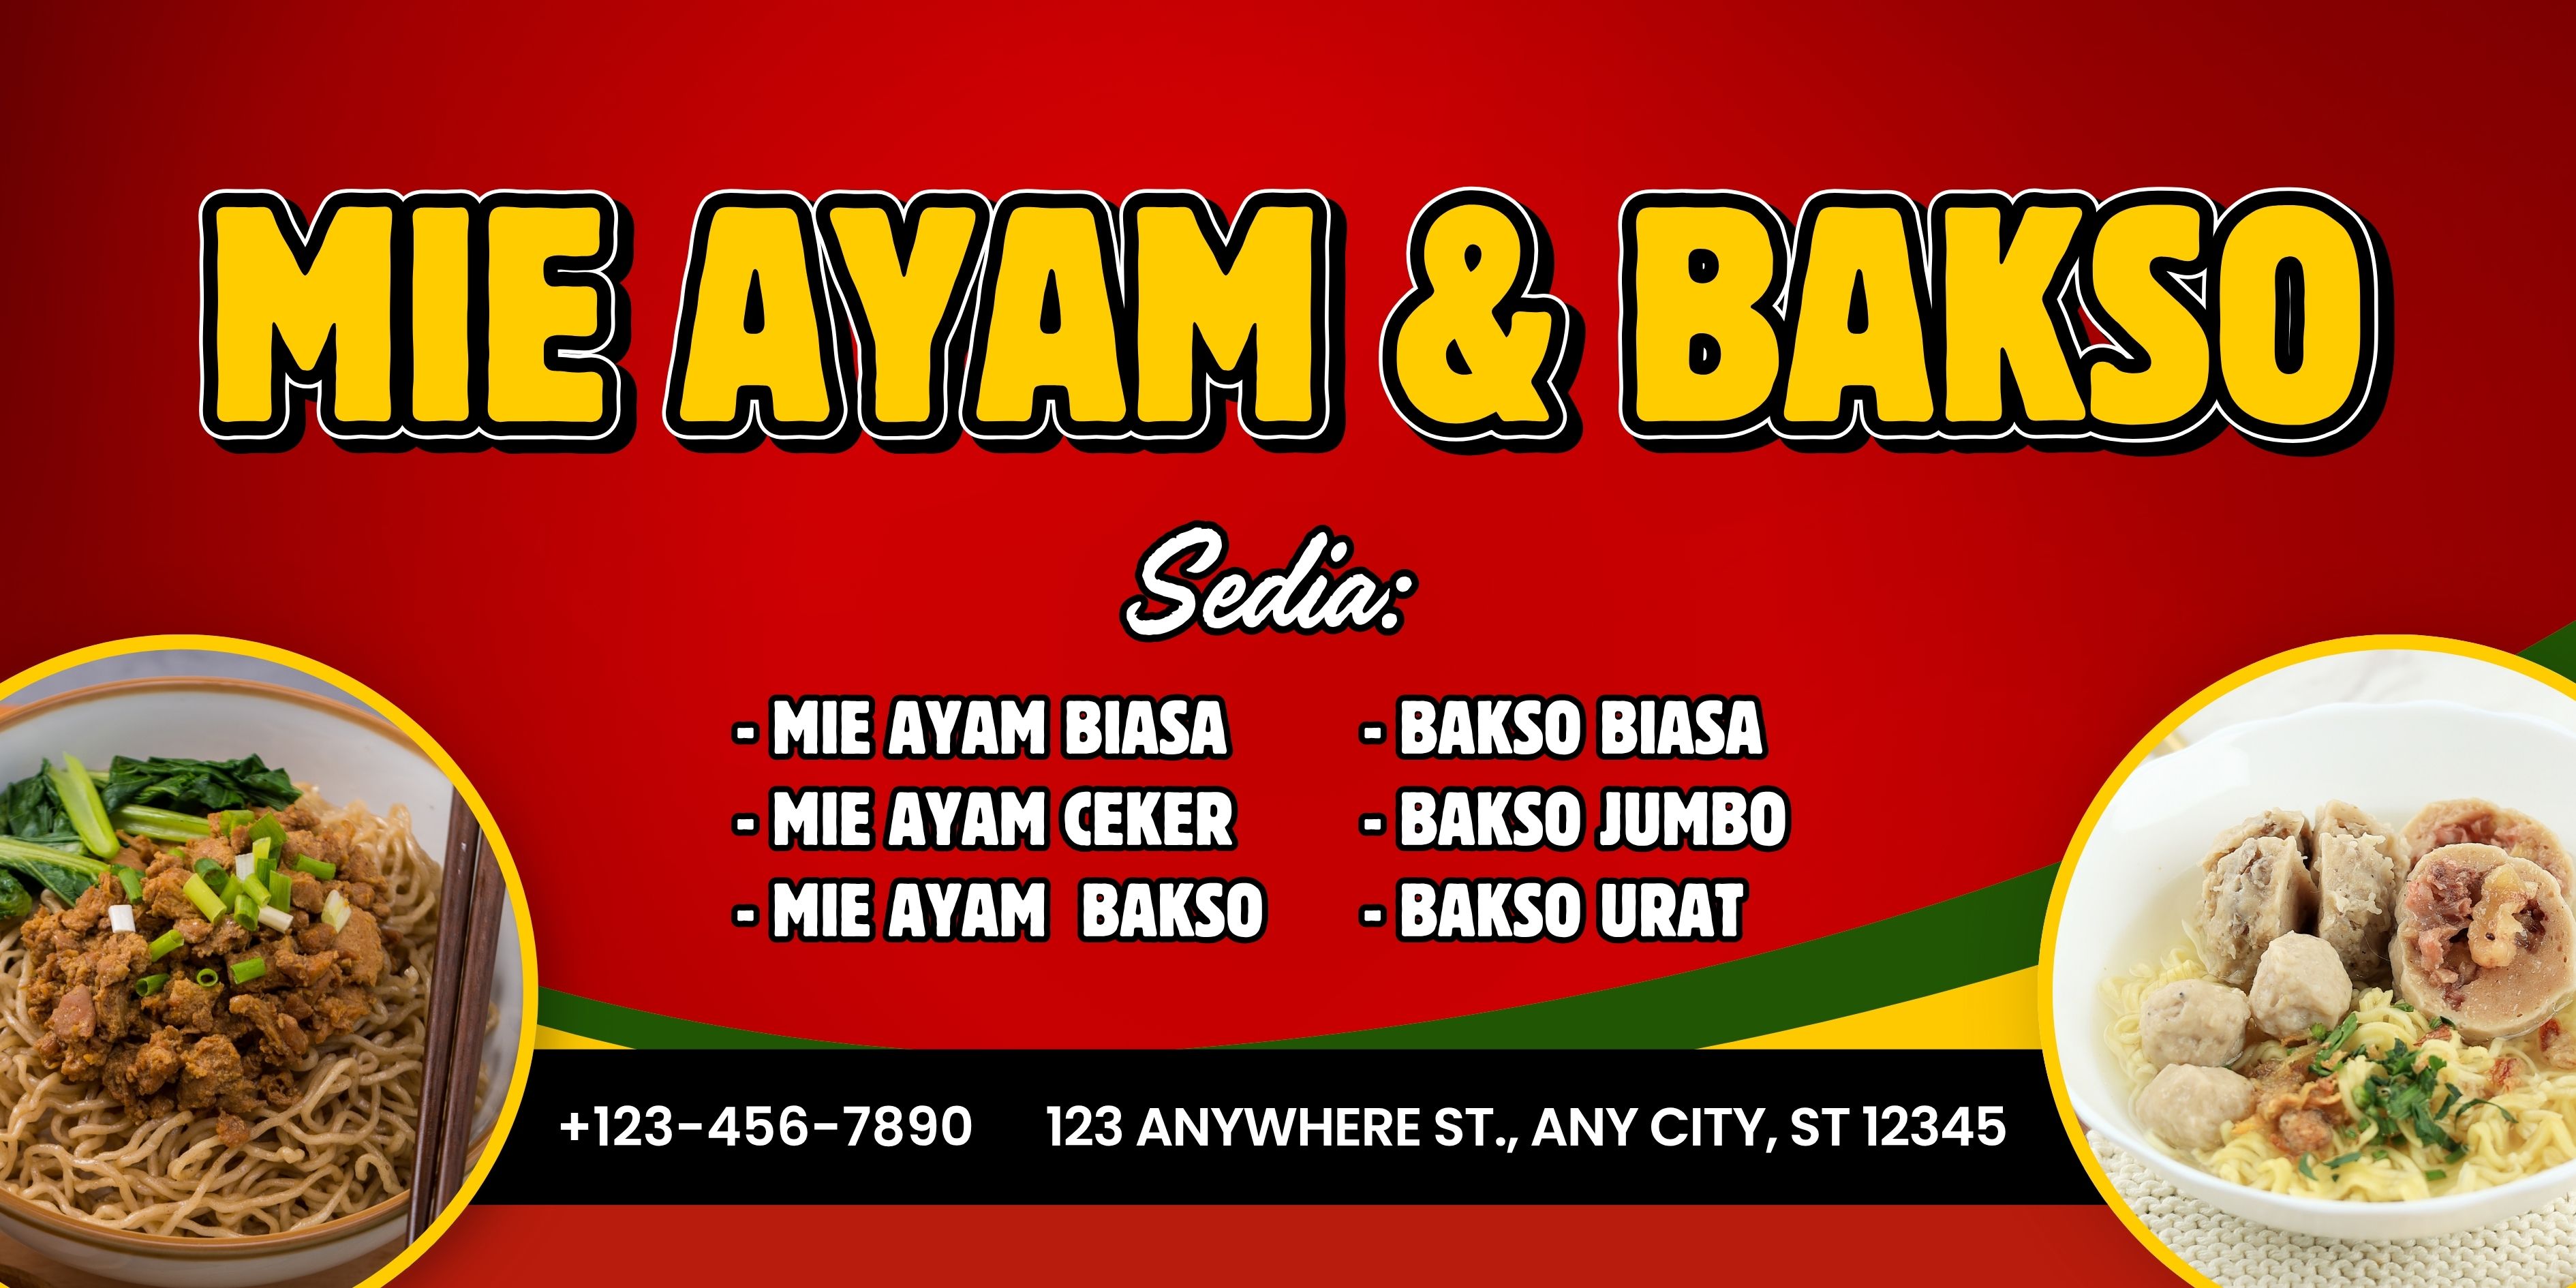 MIE AYAM & BAKSO
Sedia:
- MIE AYAM BIASA
- MIE AYAM CEKER
- MIE AYAM BAKSO
- BAKSO BIASA
- BAKSO JUMBO
- BAKSO URAT
+123-456-7890
123 ANYWHERE ST., ANY CITY, ST 12345